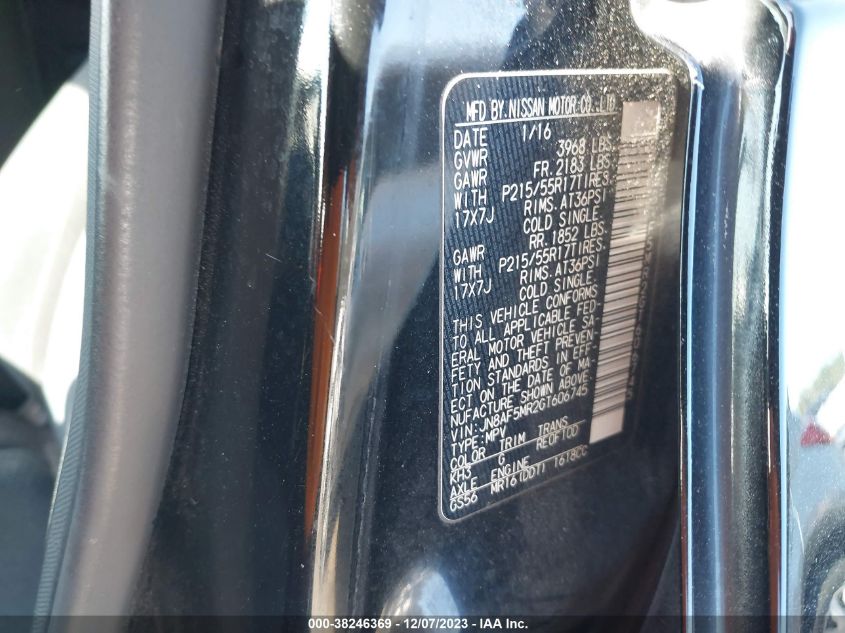 MFD BY NISSAN MOTOR CO., LTD
DATE 1/16
GVWR 3968 LBS.
GAWR FR. 2183 LBS.
WITH P215/55R17TIRES.
17X7J RIMS. AT36PSI
COLD SINGLE.
GAWR RR. 1852 LBS.
WITH P215/55R17TIRES.
17X7J RIMS. AT36PSI
COLD SINGLE
THIS VEHICLE CONFORMS
TO ALL APPLICABLE FED-
ERAL MOTOR VEHICLE SA-
FETY AND THEFT PREVEN-
TION STANDARDS IN EFF-
ECT ON THE DATE OF MA-
NUFACTURE SHOWN ABOVE.
VIN:JN8AF5MR2GT606745
TYPE:MPV
COLOR TRIM TRANS
KH3 G RE0F10D
AXLE ENGINE
GS56 MR16(DDT) 1618CC
000-38246369 - 12/07/2023 - IAA Inc.